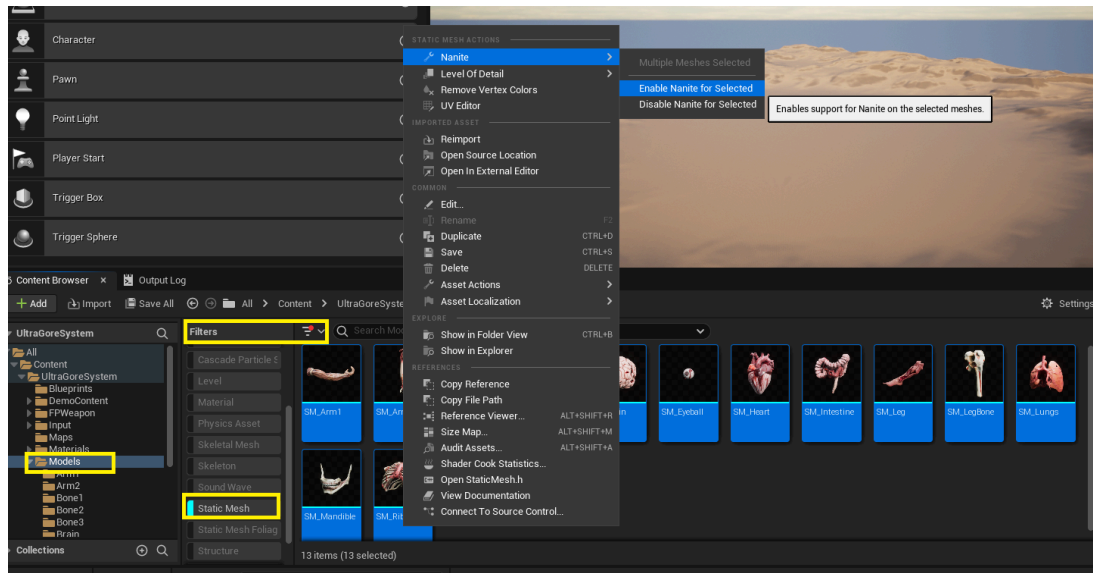 Character
Pawn
Point Light
Player Start
Trigger Box
Trigger Sphere
STATIC MESH ACTIONS
Nanite
Level Of Detail
Remove Vertex Colors
UV Editor
IMPORTED ASSET
Reimport
Open Source Location
Open In External Editor
COMMON
Edit...
Rename F2
Duplicate CTRL+D
Save CTRL+S
Delete DELETE
Asset Actions
Asset Localization
EXPLORE
Show in Folder View CTRL+B
Show in Explorer
REFERENCES
Copy Reference
Copy File Path
Reference Viewer... ALT+SHIFT+R
Size Map... ALT+SHIFT+M
Audit Assets... ALT+SHIFT+A
Shader Cook Statistics...
Open StaticMesh.h
View Documentation
Connect To Source Control...
Multiple Meshes Selected
Enable Nanite for Selected
Disable Nanite for Selected
Enables support for Nanite on the selected meshes.
Content Browser × Output Log
+ Add Import Save All All > Content > UltraGoreSyste
Settings
UltraGoreSystem
All
Content
UltraGoreSystem
Blueprints
DemoContent
FPWeapon
Input
Maps
Materials
Models
Arm1
Arm2
Bone1
Bone2
Bone3
Brain
Collections
Filters
Search Mod
Cascade Particle S
Level
Material
Physics Asset
Skeletal Mesh
Skeleton
Sound Wave
Static Mesh
Static Mesh Foliag
Structure
SM_Arm1
SM_Ar
in
SM_Eyeball
SM_Heart
SM_Intestine
SM_Leg
SM_LegBone
SM_Lungs
SM_Mandible
SM_Rib
13 items (13 selected)